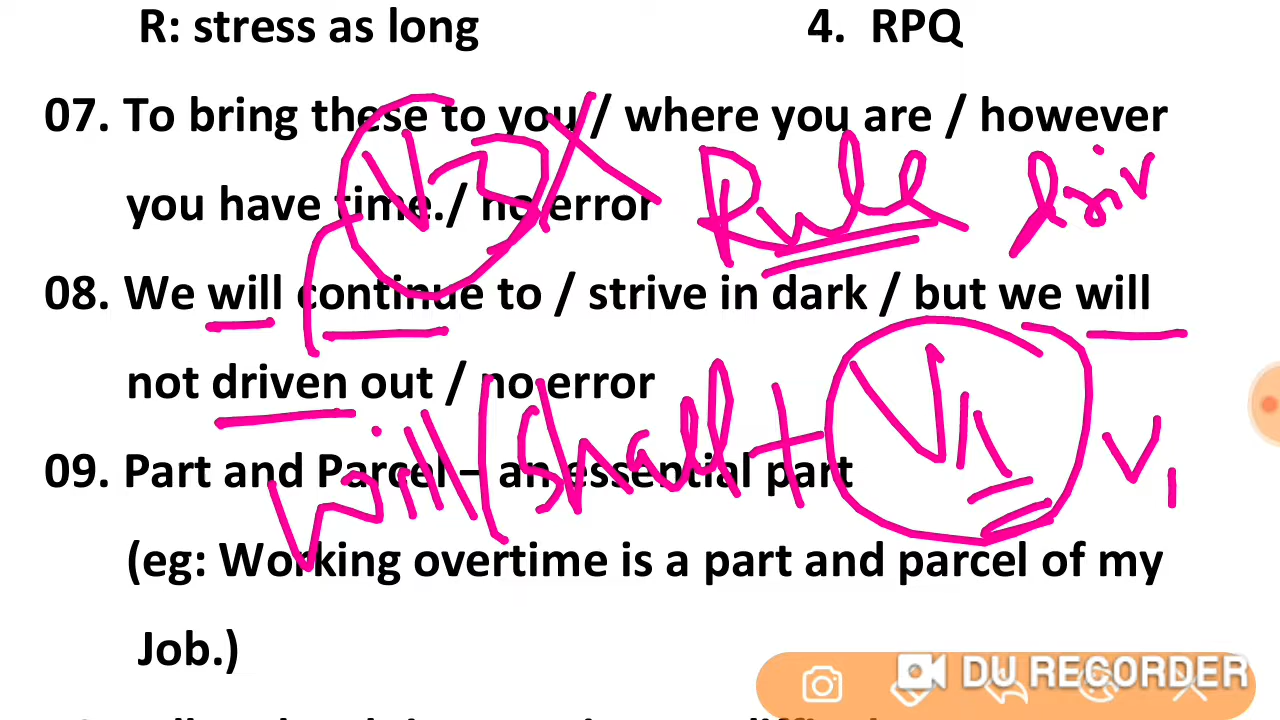 R: stress as long 4. RPQ
07. To bring these to you / where you are / however
you have time./ no error
V3 Rule driv
08. We will continue to / strive in dark / but we will
not driven out / no error
will/shall + V1 V1
09. Part and Parcel – an essential part
(eg: Working overtime is a part and parcel of my
Job.)
DU RECORDER